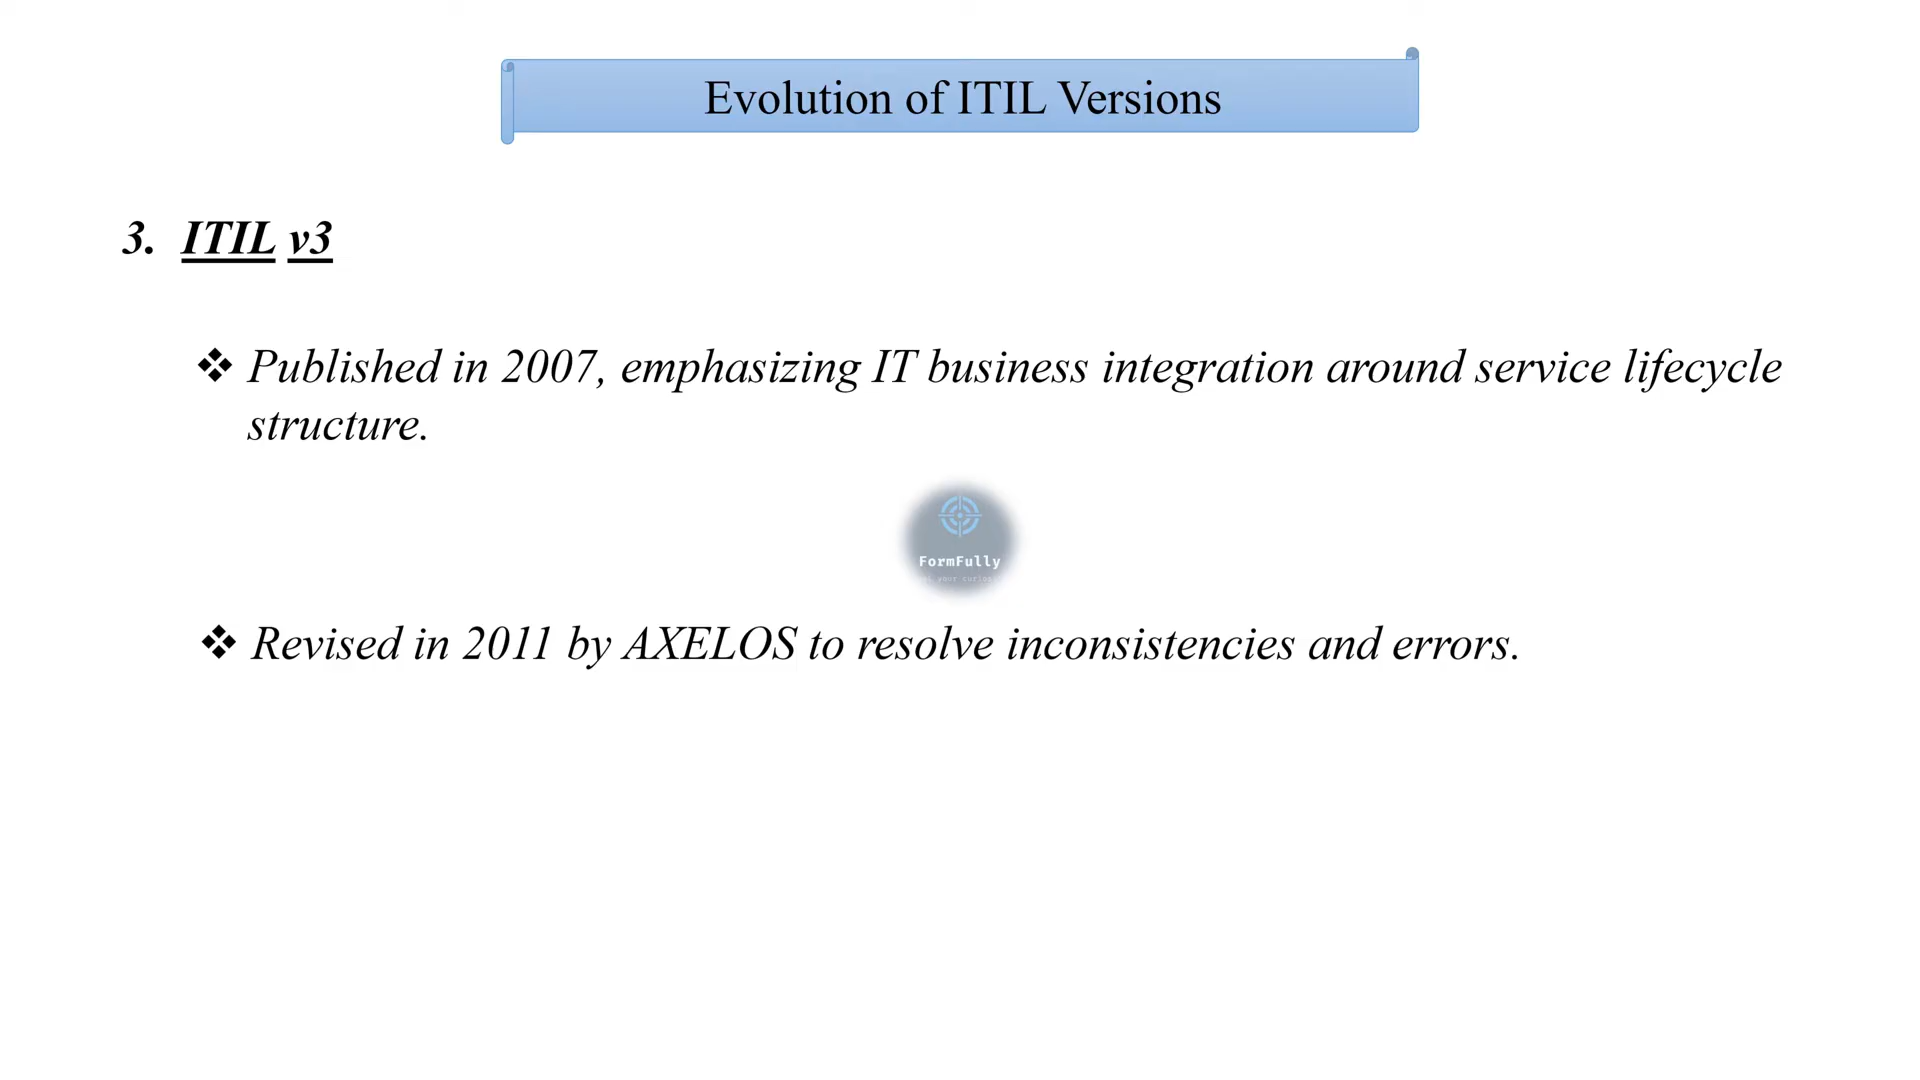 Evolution of ITIL Versions
3. ITIL v3
❖ Published in 2007, emphasizing IT business integration around service lifecycle
structure.
FormFully
your
❖ Revised in 2011 by AXELOS to resolve inconsistencies and errors.